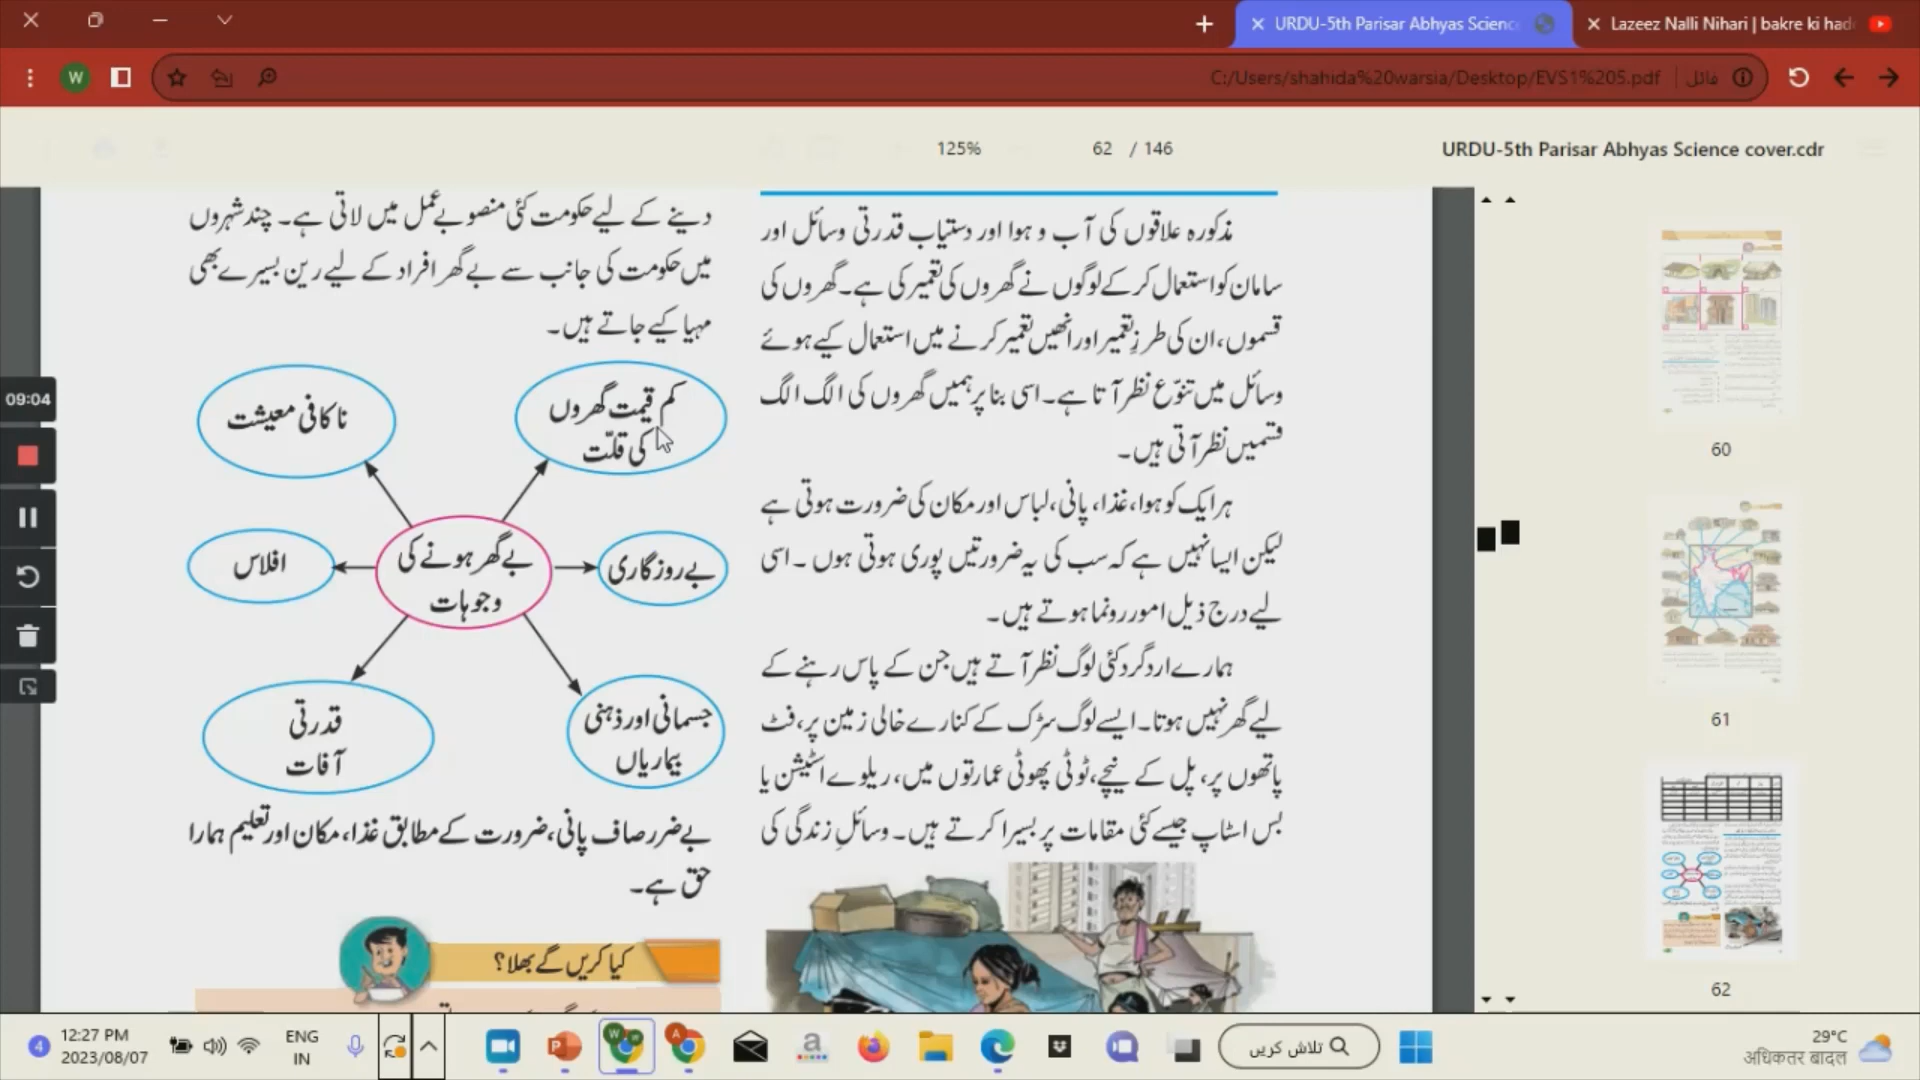 URDU-5th Parisar Abhyas Scienc
Lazeez Nalli Nihari | bakre ki had
W
C:/Users/shahida%20warsia/Desktop/EVS1%205.pdf
فائل
125%
62 / 146
URDU-5th Parisar Abhyas Science cover.cdr
مذکورہ علاقوں کی آب و ہوا اور دستیاب قدرتی وسائل اور
سامان کو استعمال کرکے لوگوں نے گھروں کی تعمیر کی ہے۔ گھروں کی
قسموں، ان کی طرزِ تعمیر اور انھیں تعمیر کرنے میں استعمال کیے ہوئے
وسائل میں تنوّع نظر آتا ہے۔ اسی بنا پر ہمیں گھروں کی الگ الگ
قسمیں نظر آتی ہیں۔
ہر ایک کو ہوا، غذا، پانی، لباس اور مکان کی ضرورت ہوتی ہے
لیکن ایسا نہیں ہے کہ سب کی یہ ضرورتیں پوری ہوتی ہوں۔ اسی
لیے درج ذیل امور رونما ہوتے ہیں۔
ہمارے اردگرد کئی لوگ نظر آتے ہیں جن کے پاس رہنے کے
لیے گھر نہیں ہوتا۔ ایسے لوگ سڑک کے کنارے خالی زمین پر، فٹ
پاتھوں پر، پل کے نیچے، ٹوٹی پھوٹی عمارتوں میں، ریلوے اسٹیشن یا
بس اسٹاپ جیسے کئی مقامات پر بسیرا کرتے ہیں۔ وسائلِ زندگی کی
دینے کے لیے حکومت کئی منصوبے عمل میں لاتی ہے۔ چند شہروں
میں حکومت کی جانب سے بے گھر افراد کے لیے رین بسیرے بھی
مہیا کیے جاتے ہیں۔
کم قیمت گھروں
کی قلّت
ناکافی معیشت
بے روزگاری
بے گھر ہونے کی
وجوہات
افلاس
جسمانی اور ذہنی
بیماریاں
قدرتی
آفات
بے ضرر صاف پانی، ضرورت کے مطابق غذا، مکان اور تعلیم ہمارا
حق ہے۔
کیا کریں گے بھلا؟
60
61
62
09:04
4
12:27 PM
2023/08/07
ENG
IN
تلاش کریں
29°C
अधिकतर बादल